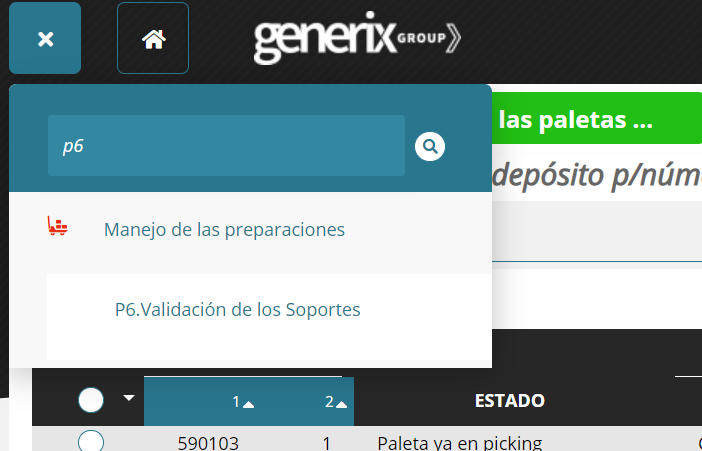 generix GROUP
p6
las paletas ...
depósito p/núm
Manejo de las preparaciones
P6.Validación de los Soportes
1 2 ESTADO
590103 1 Paleta ya en picking